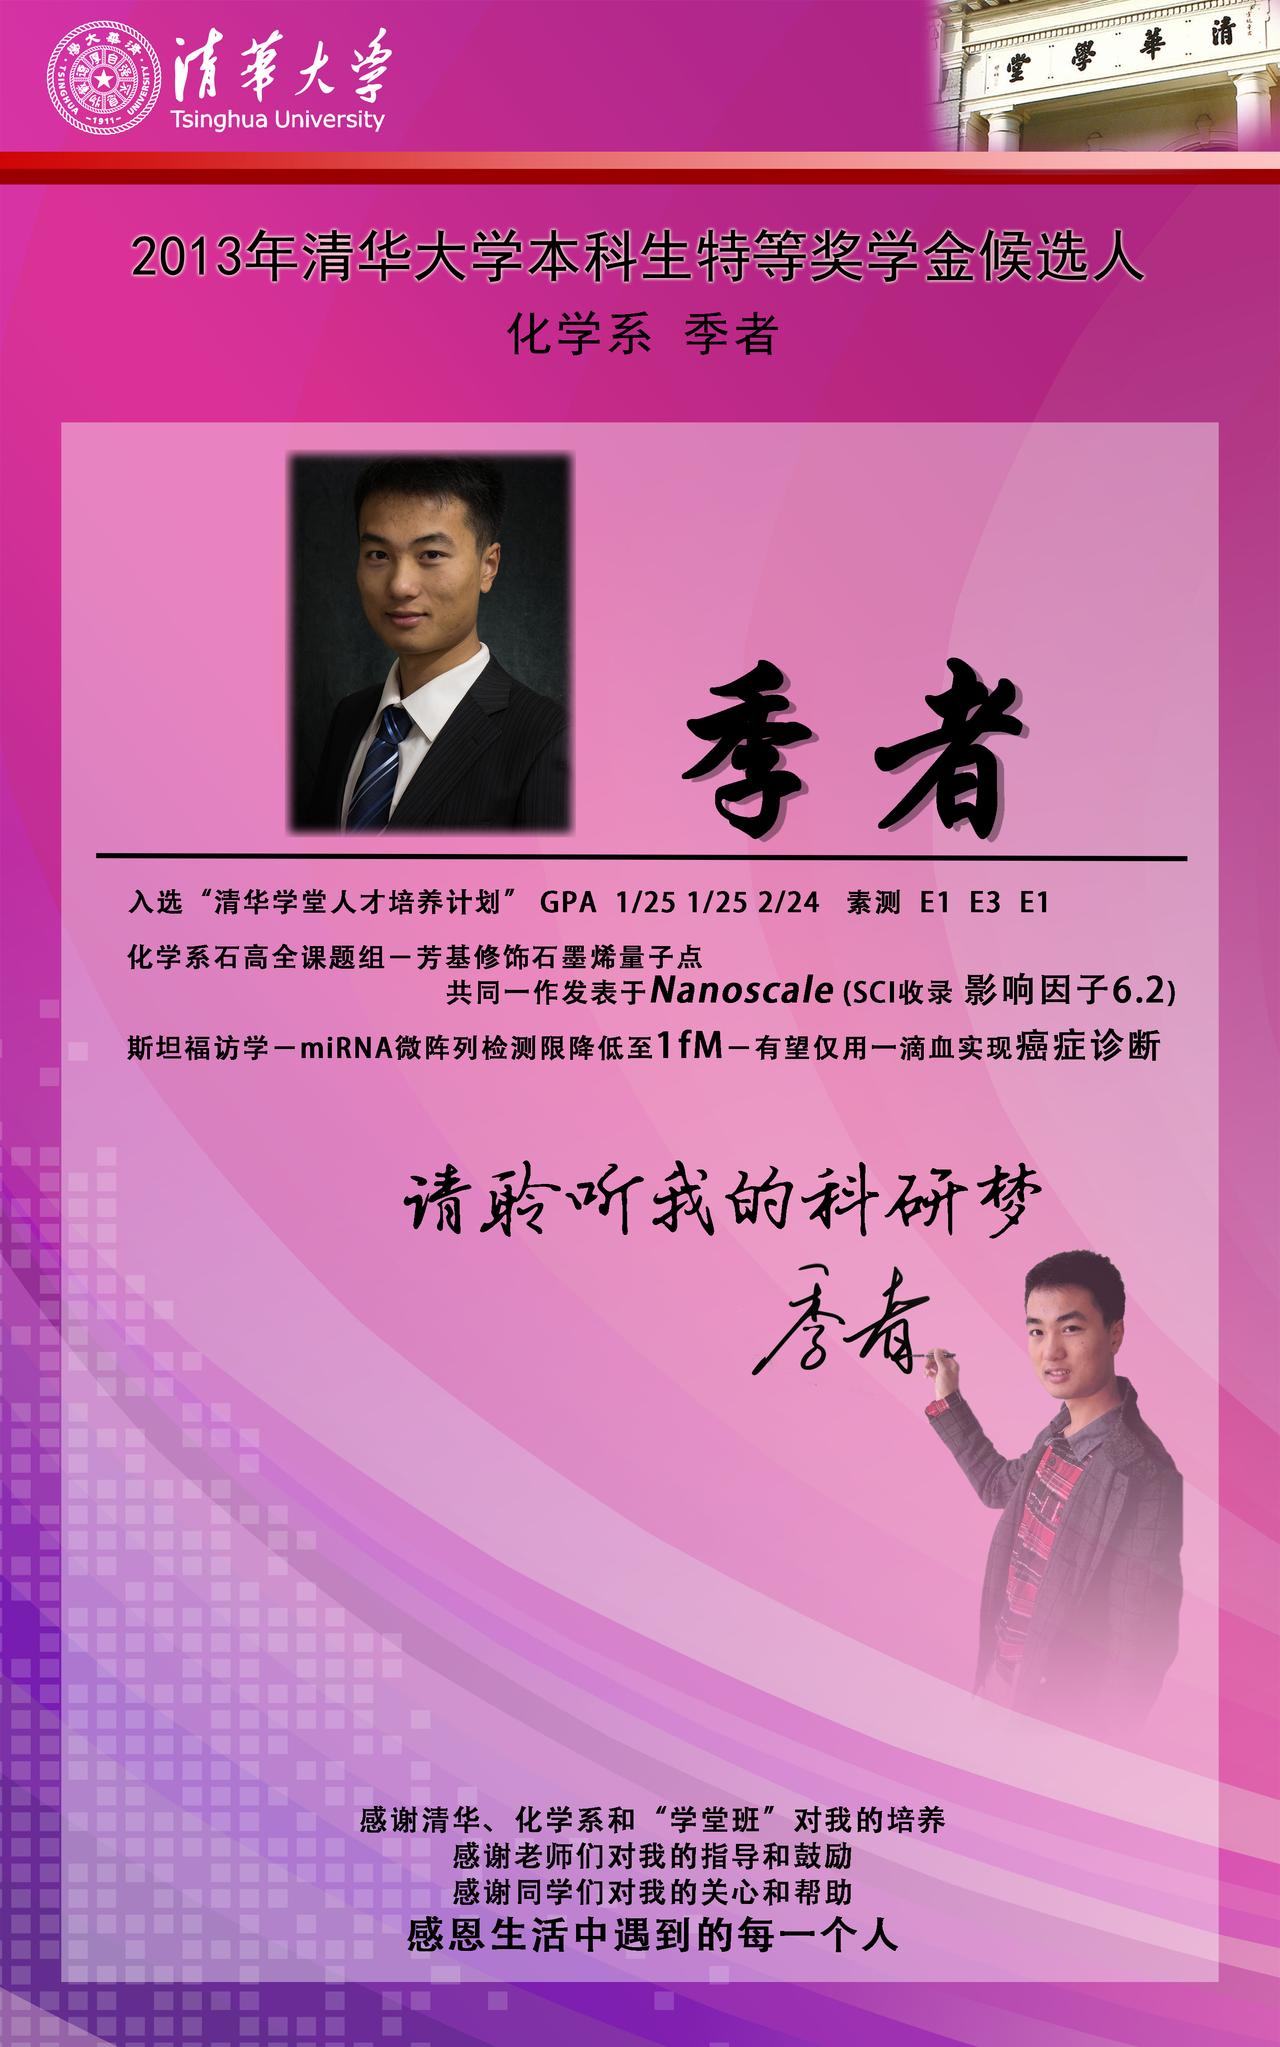 清華大学
Tsinghua University
清華大學
TSINGHUA UNIVERSITY
-1911-
清華學堂
2013年清华大学本科生特等奖学金候选人
化学系 季者
季者
入选“清华学堂人才培养计划” GPA 1/25 1/25 2/24 素测 E1 E3 E1
化学系石高全课题组－芳基修饰石墨烯量子点
共同一作发表于Nanoscale (SCI收录 影响因子6.2)
斯坦福访学－miRNA微阵列检测限降低至1fM－有望仅用一滴血实现癌症诊断
请聆听我的科研梦
季者
感谢清华、化学系和“学堂班”对我的培养
感谢老师们对我的指导和鼓励
感谢同学们对我的关心和帮助
感恩生活中遇到的每一个人